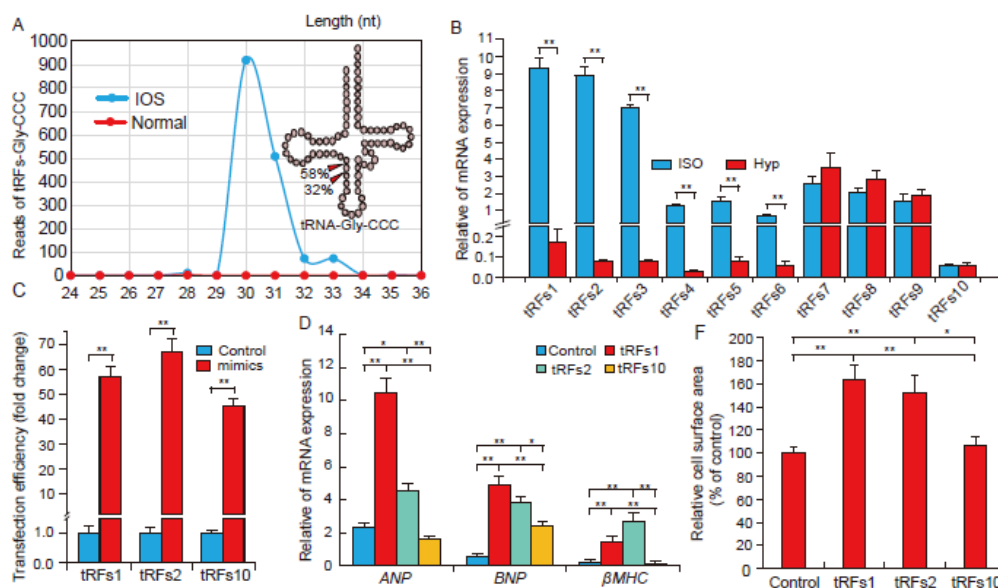 A
Length (nt)
Reads of tRFs-Gly-CCC
1000
900
800
700
600
500
400
300
200
100
0
IOS
Normal
58%
32%
tRNA-Gly-CCC
24 25 26 27 28 29 30 31 32 33 34 35 36
B
Relative of mRNA expression
11
10
9
8
7
6
5
4
3
2
1
0.2
0.1
0.0
** ** ** ** ** **
ISO Hyp
tRFs1 tRFs2 tRFs3 tRFs4 tRFs5 tRFs6 tRFs7 tRFs8 tRFs9 tRFs10
C
Transfection efficiency (fold change)
70
60
50
40
30
20
1.0
0.0
** ** **
Control
mimics
tRFs1 tRFs2 tRFs10
D
Relative of mRNA expression
14
12
10
8
6
4
2
0
Control tRFs1
tRFs2 tRFs10
* **
** **
** *
** **
** **
** **
ANP BNP βMHC
F
Relative cell surface area
(% of control)
200
180
160
140
120
100
80
60
40
20
0
** *
** **
Control tRFs1 tRFs2 tRFs10